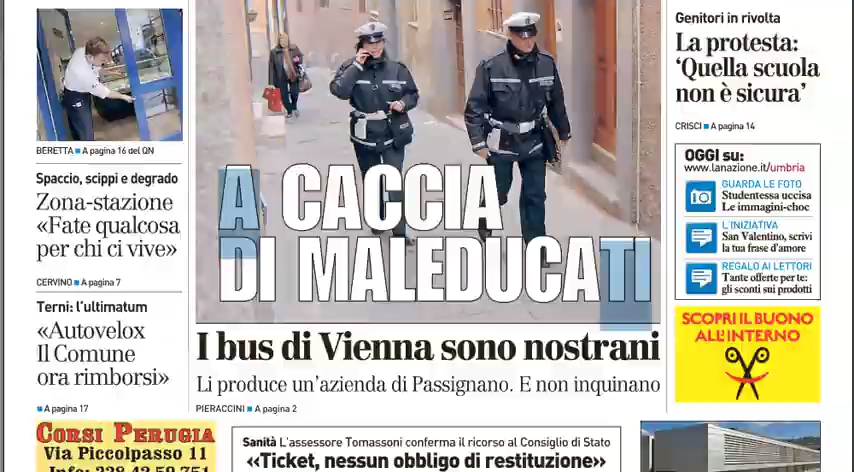 BERETTA ■ A pagina 16 del QN
Spaccio, scippi e degrado
Zona-stazione
«Fate qualcosa
per chi ci vive»
CERVINO ■ A pagina 7
Terni: l'ultimatum
«Autovelox
Il Comune
ora rimborsi»
■ A pagina 17
CORSI PERUGIA
Via Piccolpasso 11
Info: 338 43 59 751
A CACCIA
DI MALEDUCATI
I bus di Vienna sono nostrani
Li produce un'azienda di Passignano. E non inquinano
PIERACCINI ■ A pagina 2
Sanità L'assessore Tomassoni conferma il ricorso al Consiglio di Stato
«Ticket, nessun obbligo di restituzione»
Genitori in rivolta
La protesta:
'Quella scuola
non è sicura'
CRISCI ■ A pagina 14
OGGI su:
www.lanazione.it/umbria
GUARDA LE FOTO
Studentessa uccisa
Le immagini-choc
L'INIZIATIVA
San Valentino, scrivi
la tua frase d'amore
REGALO AI LETTORI
Tante offerte per te:
gli sconti sui prodotti
SCOPRI IL BUONO
ALL'INTERNO